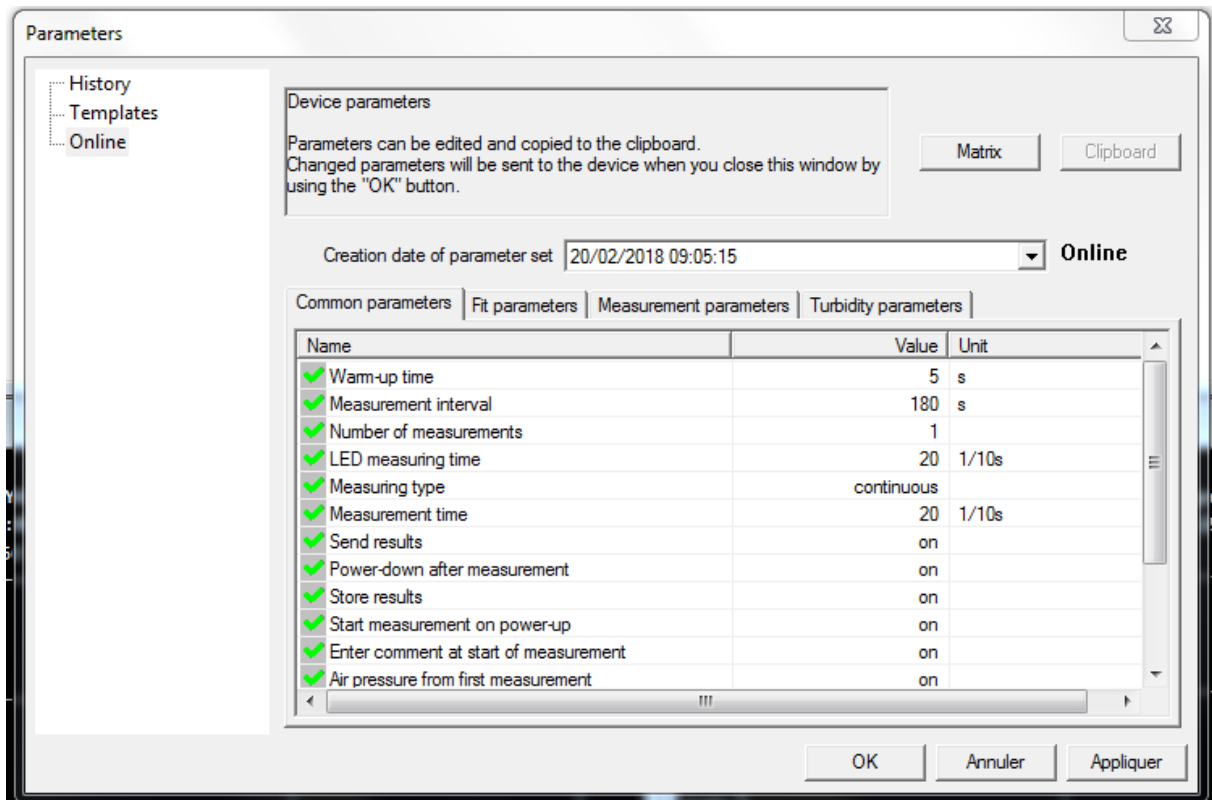 Parameters
History
Templates
Online
Device parameters
Parameters can be edited and copied to the clipboard.
Changed parameters will be sent to the device when you close this window by
using the "OK" button.
Matrix
Clipboard
Creation date of parameter set 20/02/2018 09:05:15 Online
Common parameters Fit parameters Measurement parameters Turbidity parameters
Name Value Unit
Warm-up time 5 s
Measurement interval 180 s
Number of measurements 1
LED measuring time 20 1/10s
Measuring type continuous
Measurement time 20 1/10s
Send results on
Power-down after measurement on
Store results on
Start measurement on power-up on
Enter comment at start of measurement on
Air pressure from first measurement on
OK Annuler Appliquer